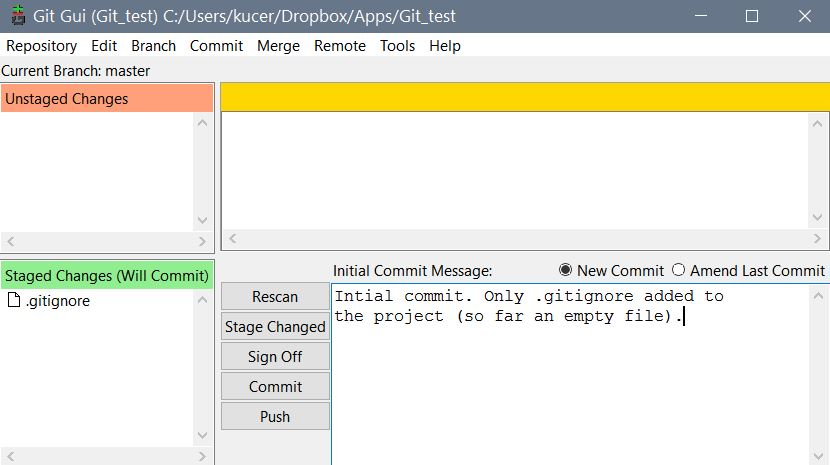 Git Gui (Git_test) C:/Users/kucer/Dropbox/Apps/Git_test
Repository Edit Branch Commit Merge Remote Tools Help
Current Branch: master
Unstaged Changes
Staged Changes (Will Commit)
.gitignore
Rescan
Stage Changed
Sign Off
Commit
Push
Initial Commit Message:
New Commit
Amend Last Commit
Intial commit. Only .gitignore added to
the project (so far an empty file).